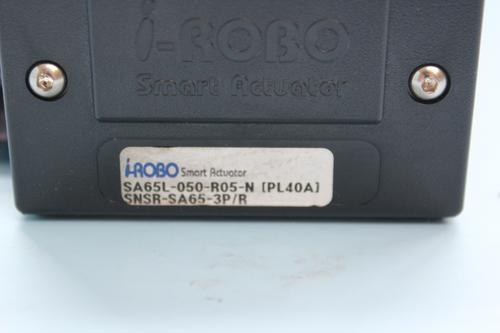 i-ROBO
Smart Actuator
i-ROBO Smart Actuator
SA65L-050-R05-N [PL40A]
SNSR-SA65-3P/R